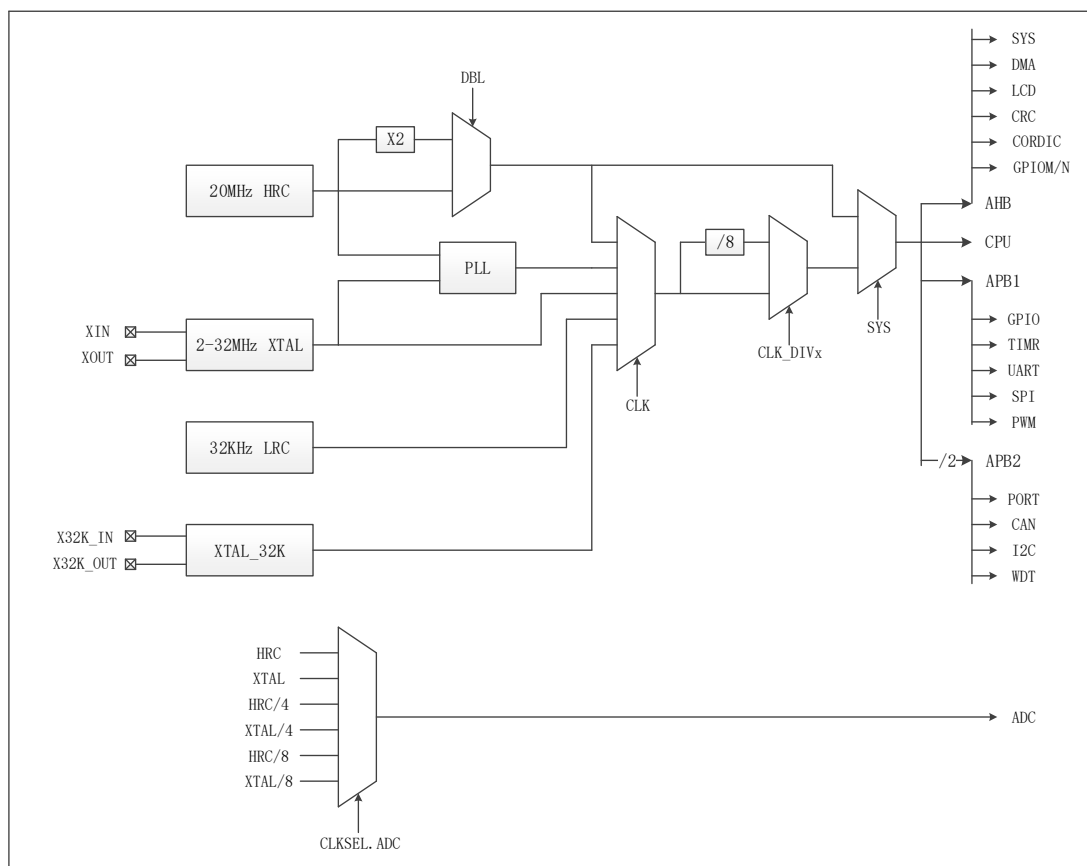 SYS
DMA
LCD
CRC
CORDIC
GPIOM/N
AHB
CPU
APB1
GPIO
TIMR
UART
SPI
PWM
/2
APB2
PORT
CAN
I2C
WDT
DBL
X2
20MHz HRC
PLL
/8
SYS
XIN
XOUT
2-32MHz XTAL
CLK_DIVx
CLK
32KHz LRC
X32K_IN
X32K_OUT
XTAL_32K
HRC
XTAL
HRC/4
XTAL/4
HRC/8
XTAL/8
ADC
CLKSEL.ADC